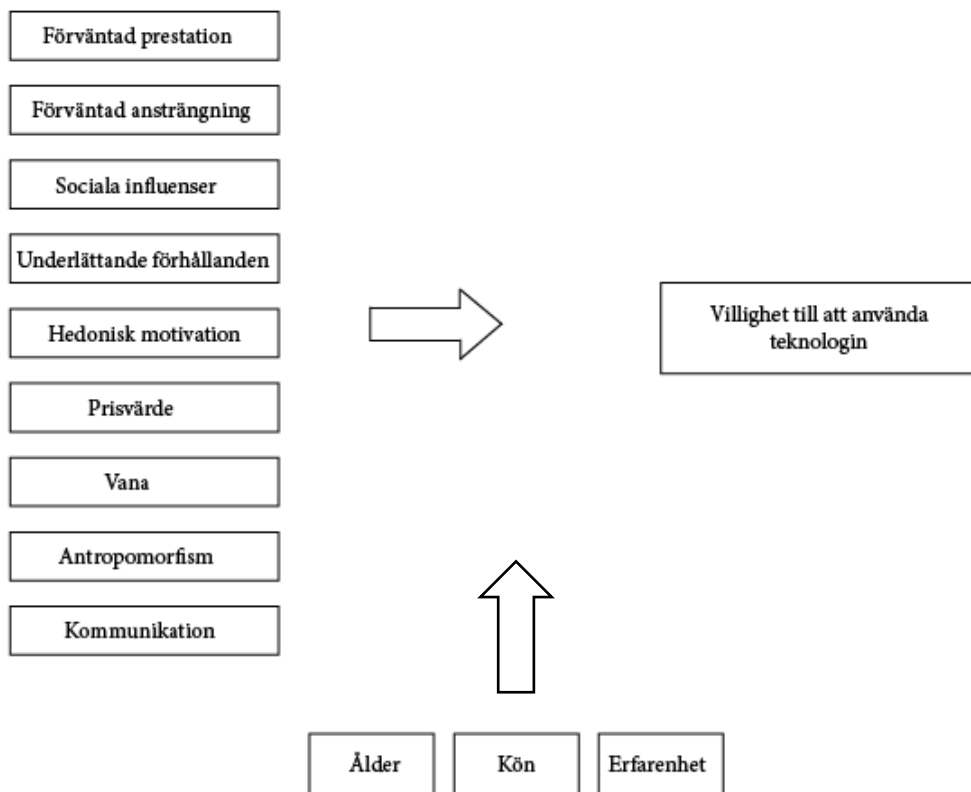 Förväntad prestation
Förväntad ansträngning
Sociala influenser
Underlättande förhållanden
Hedonisk motivation
Prisvärde
Vana
Antropomorfism
Kommunikation
Villighet till att använda
teknologin
Ålder
Kön
Erfarenhet